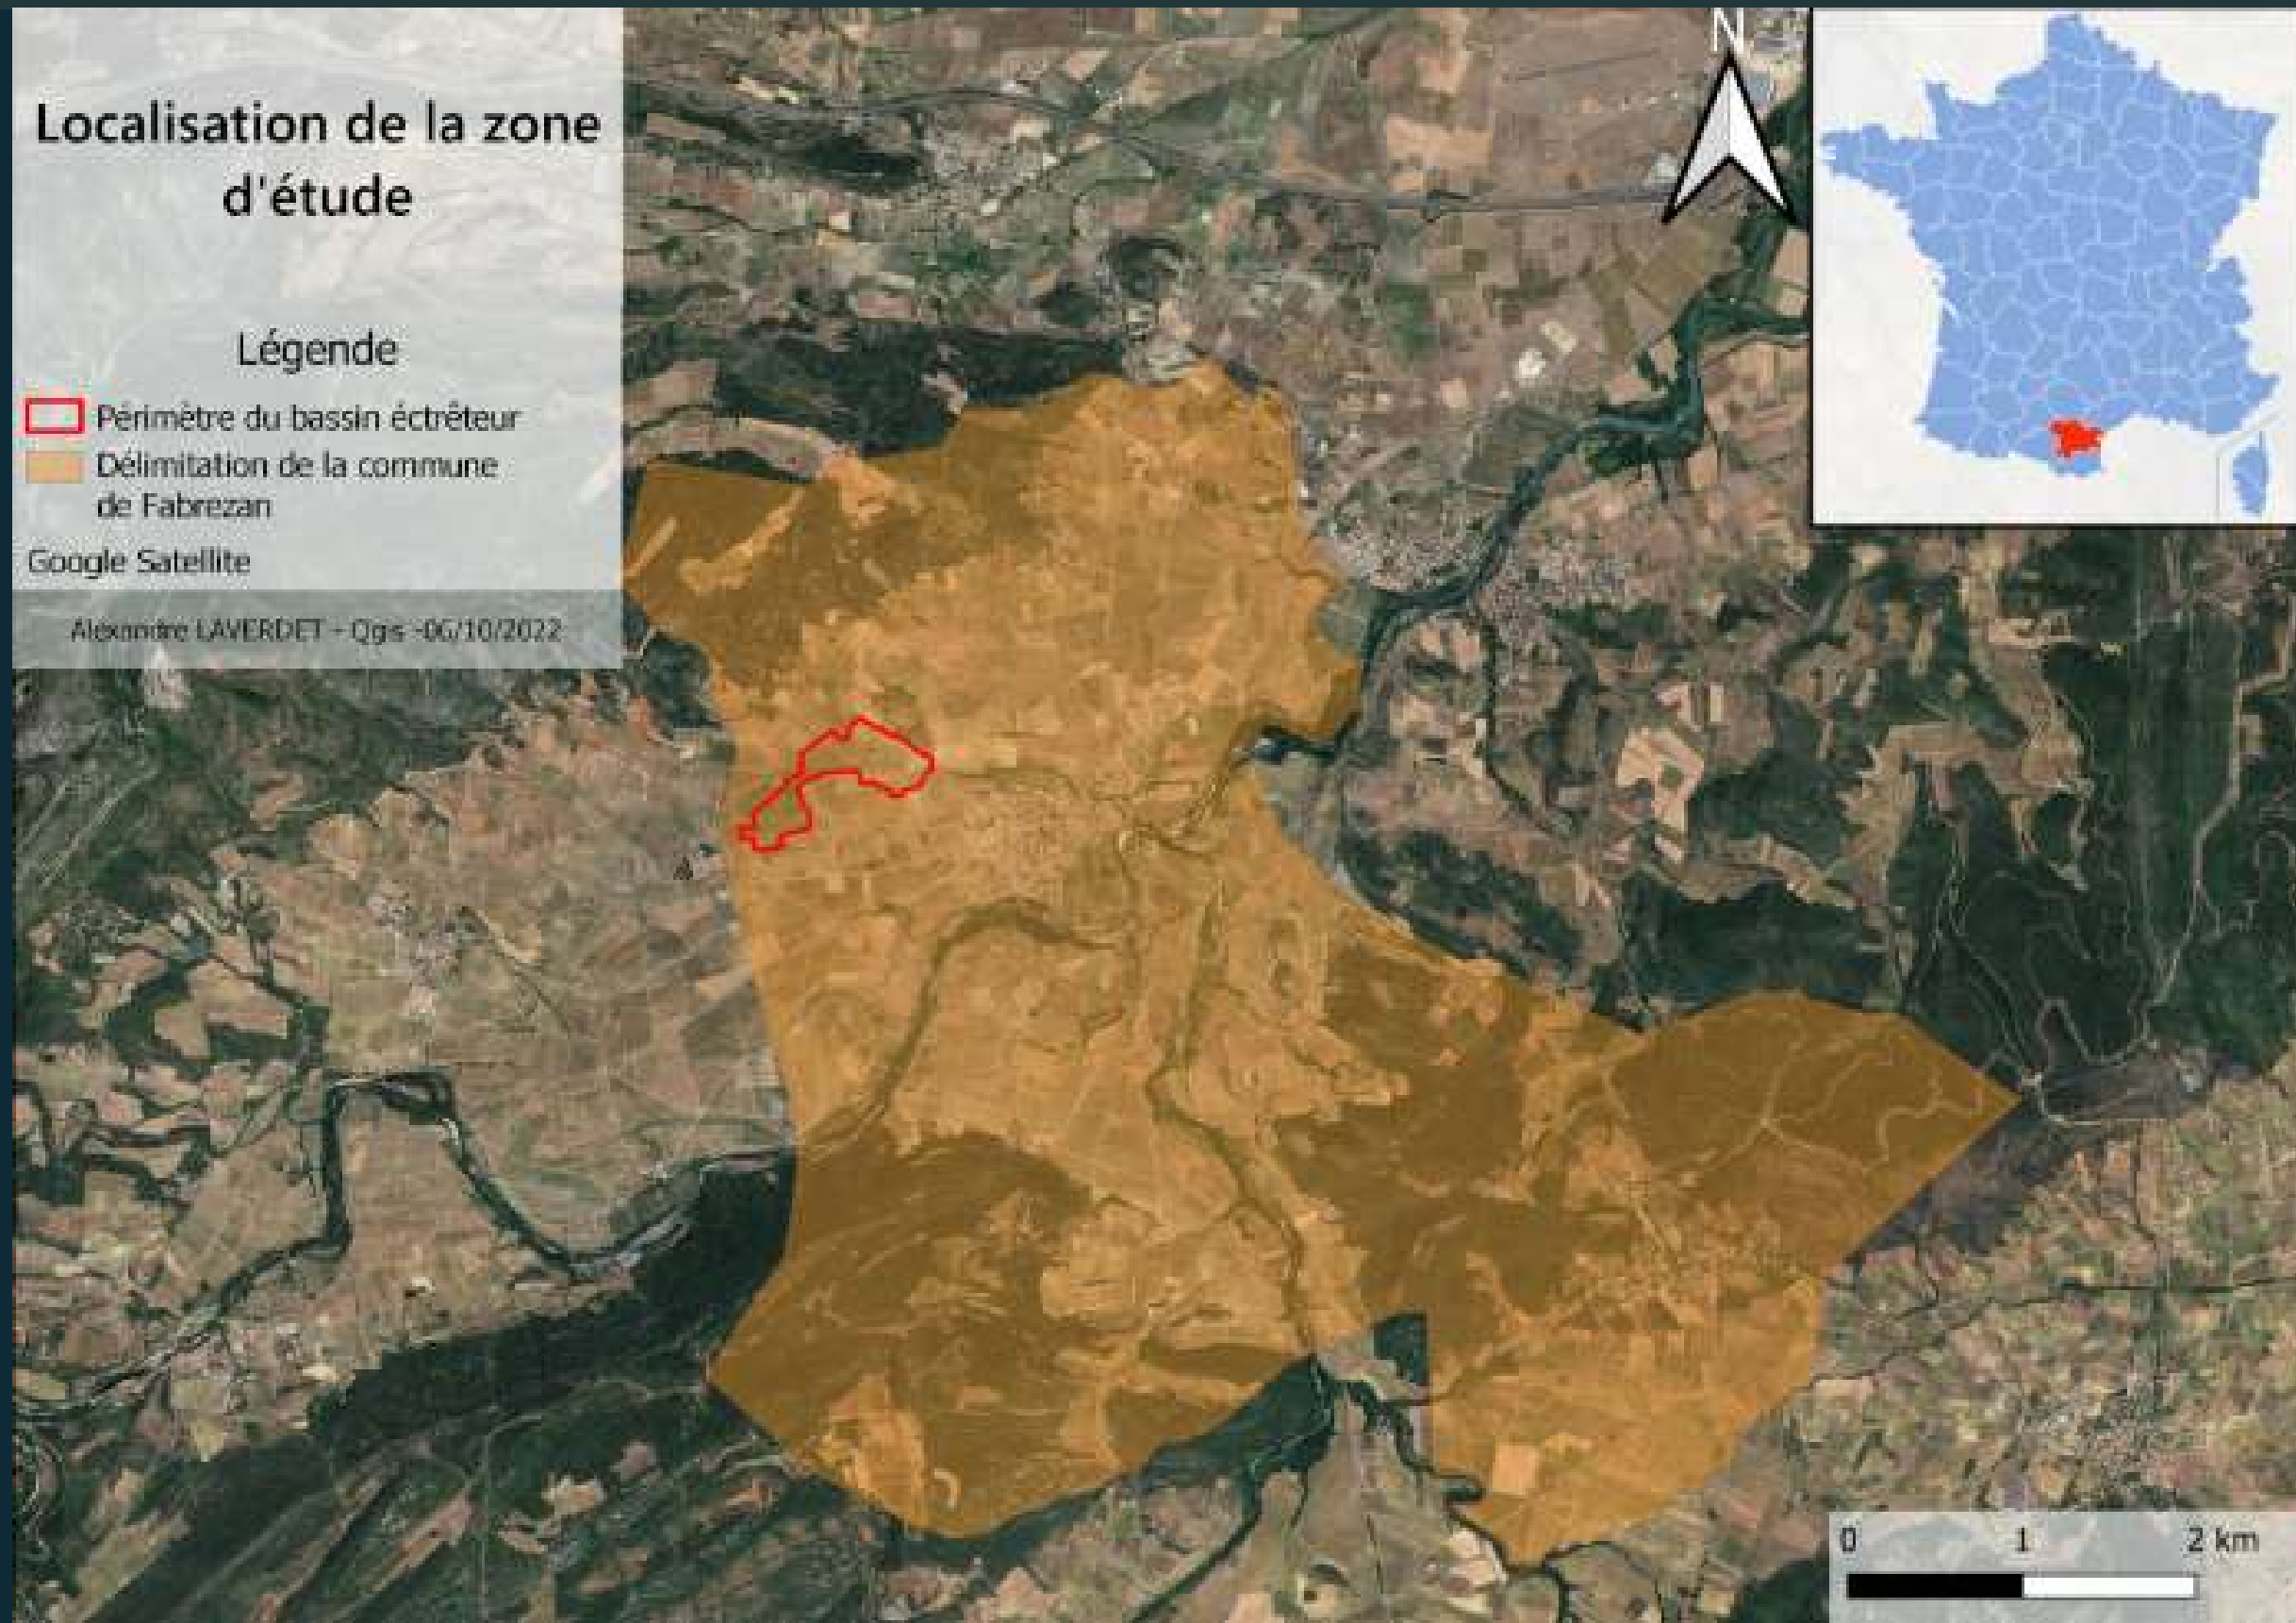 Localisation de la zone
d'étude
Légende
Périmètre du bassin éctrêteur
Délimitation de la commune
de Fabrezan
Google Satellite
Alexandre LAVERDET - Qgis -06/10/2022
N
0 1 2 km